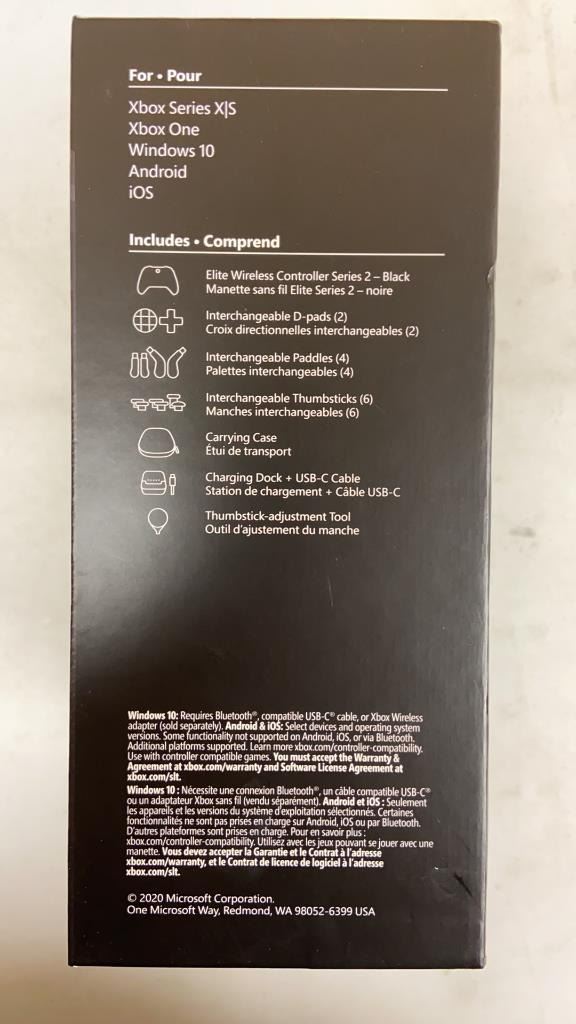 For • Pour
Xbox Series X|S
Xbox One
Windows 10
Android
iOS
Includes • Comprend
Elite Wireless Controller Series 2 – Black
Manette sans fil Elite Series 2 – noire
Interchangeable D-pads (2)
Croix directionnelles interchangeables (2)
Interchangeable Paddles (4)
Palettes interchangeables (4)
Interchangeable Thumbsticks (6)
Manches interchangeables (6)
Carrying Case
Étui de transport
Charging Dock + USB-C Cable
Station de chargement + Câble USB-C
Thumbstick-adjustment Tool
Outil d'ajustement du manche
Windows 10: Requires Bluetooth®, compatible USB-C® cable, or Xbox Wireless
adapter (sold separately). Android & iOS: Select devices and operating system
versions. Some functionality not supported on Android, iOS, or via Bluetooth.
Additional platforms supported. Learn more xbox.com/controller-compatibility.
Use with controller compatible games. You must accept the Warranty &
Agreement at xbox.com/warranty and Software License Agreement at
xbox.com/slt.
Windows 10 : Nécessite une connexion Bluetooth®, un câble compatible USB-C®
ou un adaptateur Xbox sans fil (vendu séparément). Android et iOS : Seulement
les appareils et les versions du système d'exploitation sélectionnés. Certaines
fonctionnalités ne sont pas prises en charge sur Android, iOS ou par Bluetooth.
D'autres plateformes sont prises en charge. Pour en savoir plus :
xbox.com/controller-compatibility. Utilisez avec les jeux pouvant se jouer avec une
manette. Vous devez accepter la Garantie et le Contrat à l'adresse
xbox.com/warranty, et le Contrat de licence de logiciel à l'adresse
xbox.com/slt.
© 2020 Microsoft Corporation.
One Microsoft Way, Redmond, WA 98052-6399 USA